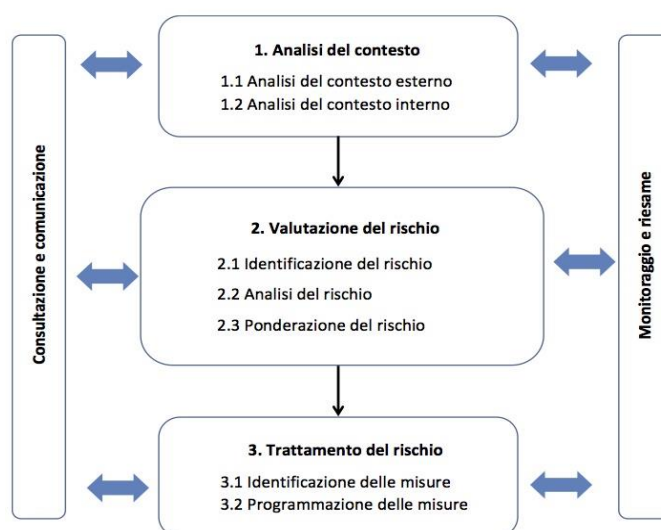 Consultazione e comunicazione
1. Analisi del contesto
1.1 Analisi del contesto esterno
1.2 Analisi del contesto interno
2. Valutazione del rischio
2.1 Identificazione del rischio
2.2 Analisi del rischio
2.3 Ponderazione del rischio
3. Trattamento del rischio
3.1 Identificazione delle misure
3.2 Programmazione delle misure
Monitoraggio e riesame